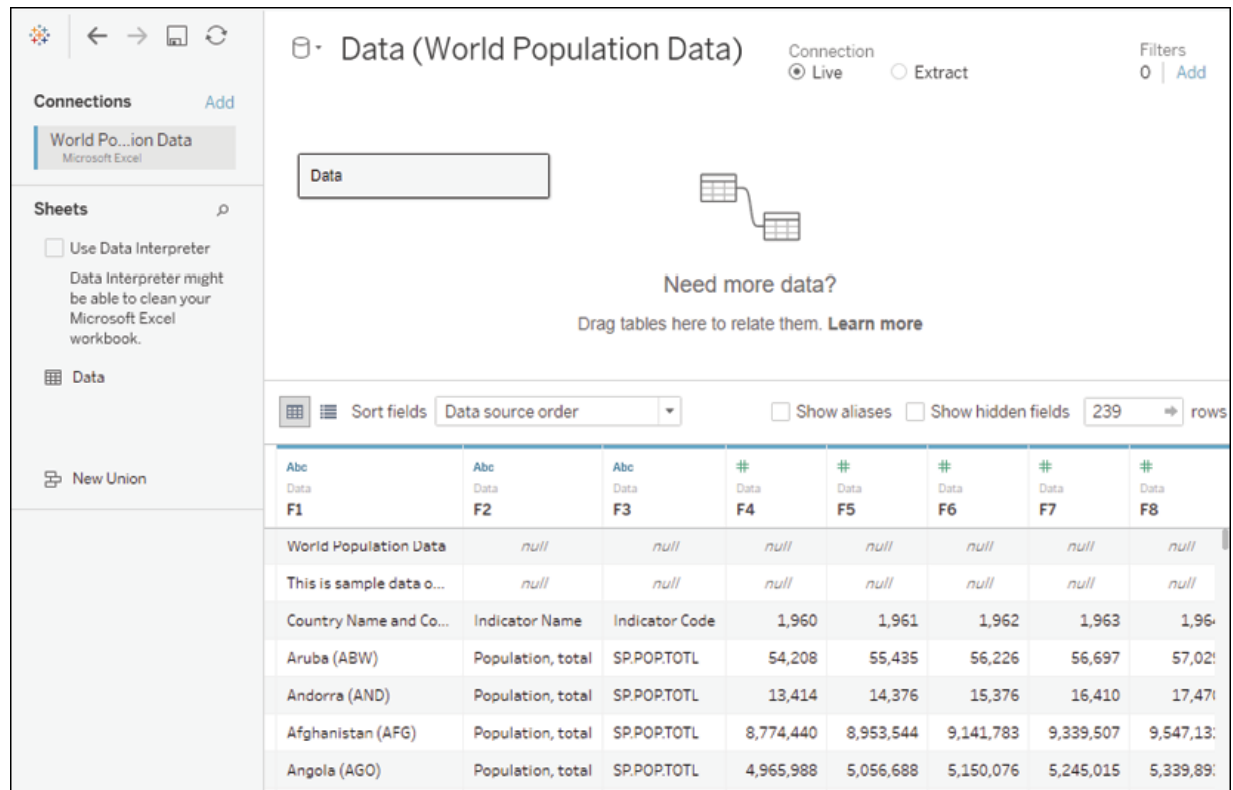 Data (World Population Data)
Connection
Live
Extract
Filters
0 | Add
Connections
Add
World Po...ion Data
Microsoft Excel
Sheets
Use Data Interpreter
Data Interpreter might
be able to clean your
Microsoft Excel
workbook.
Data
New Union
Data
Need more data?
Drag tables here to relate them. Learn more
Sort fields Data source order
Show aliases Show hidden fields 239 rows
Abc Abc Abc # # # # #
Data Data Data Data Data Data Data Data
F1 F2 F3 F4 F5 F6 F7 F8
World Population Data null null null null null null null
This is sample data o... null null null null null null null
Country Name and Co... Indicator Name Indicator Code 1,960 1,961 1,962 1,963
Aruba (ABW) Population, total SP.POP.TOTL 54,208 55,435 56,226 56,697
Andorra (AND) Population, total SP.POP.TOTL 13,414 14,376 15,376 16,410
Afghanistan (AFG) Population, total SP.POP.TOTL 8,774,440 8,953,544 9,141,783 9,339,507
Angola (AGO) Population, total SP.POP.TOTL 4,965,988 5,056,688 5,150,076 5,245,015